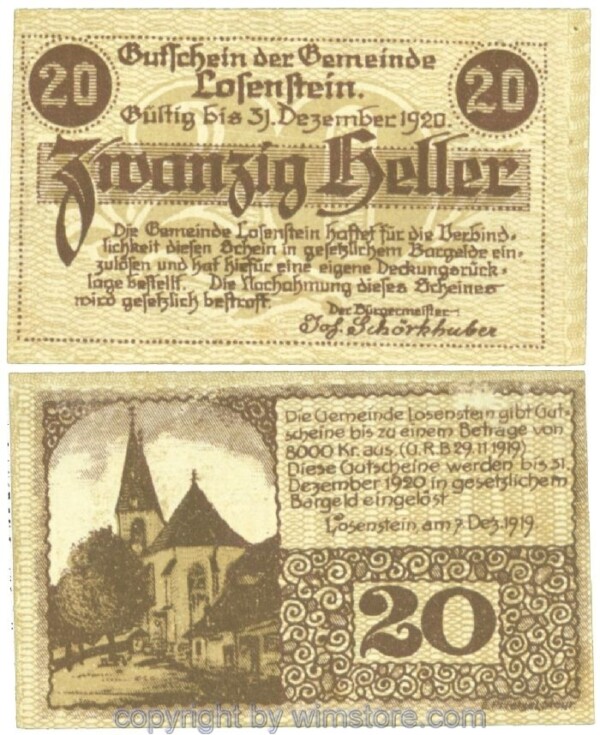 20
Gutschein der Gemeinde
20
Losenstein.
Gültig bis 31. Dezember 1920.
Zwanzig Heller
Die Gemeinde Losenstein haftet für die Verbind-
lichkeit diesen Schein in gesetzlichem Bargelde ein-
zulösen und hat hiefür eine eigene Deckungsrück-
lage bestellt. Die Nachahmung dieses Scheines
wird gesetzlich bestraft.
Der Bürgermeister:
Jos. Schörkhuber
Die Gemeinde Losenstein gibt Gut-
scheine bis zu einem Betrage von
8000 Kr. aus. (G.R.B 29.11.1919)
Diese Gutscheine werden bis 31.
Dezember 1920 in gesetzlichem
Bargeld eingelöst
Losenstein, am 7. Dez. 1919.
20
copyright by wimstore.com